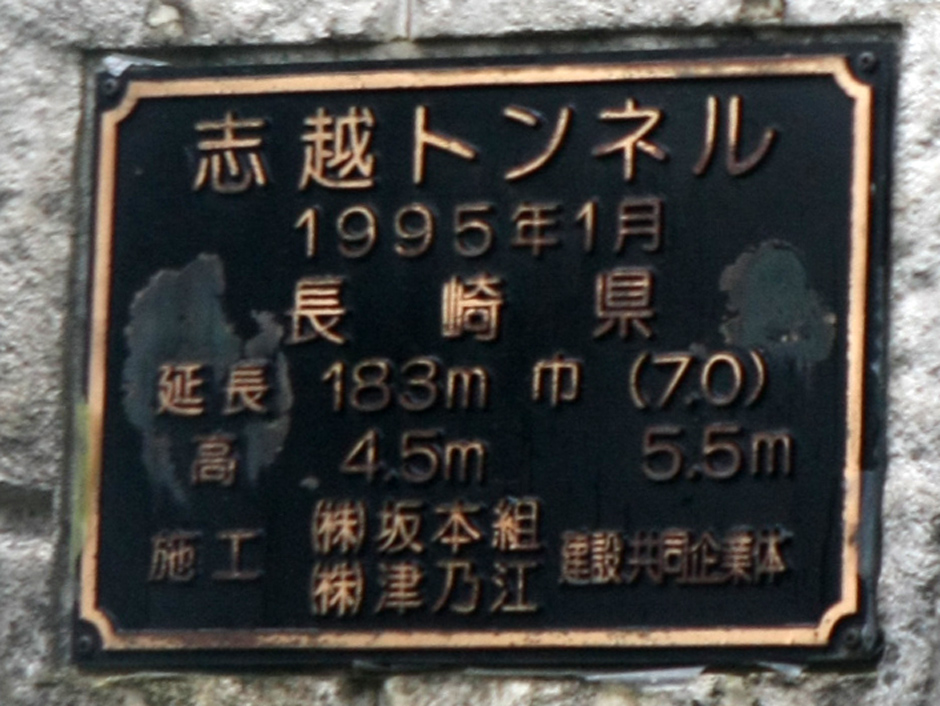 志越トンネル
1995年1月
長崎県
延長 183m 巾 (7.0)
高 4.5m 5.5m
施工 ㈱坂本組 建設共同企業体
㈱津乃江